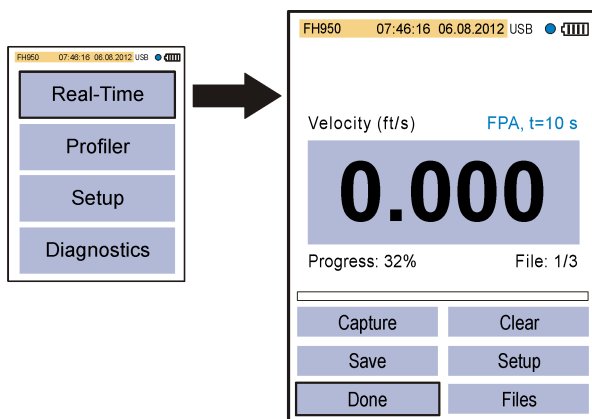 FH950 07:46:16 06.08.2012 USB
Real-Time
Profiler
Setup
Diagnostics
FH950 07:46:16 06.08.2012 USB
Velocity (ft/s) FPA, t=10 s
0.000
Progress: 32% File: 1/3
Capture Clear
Save Setup
Done Files